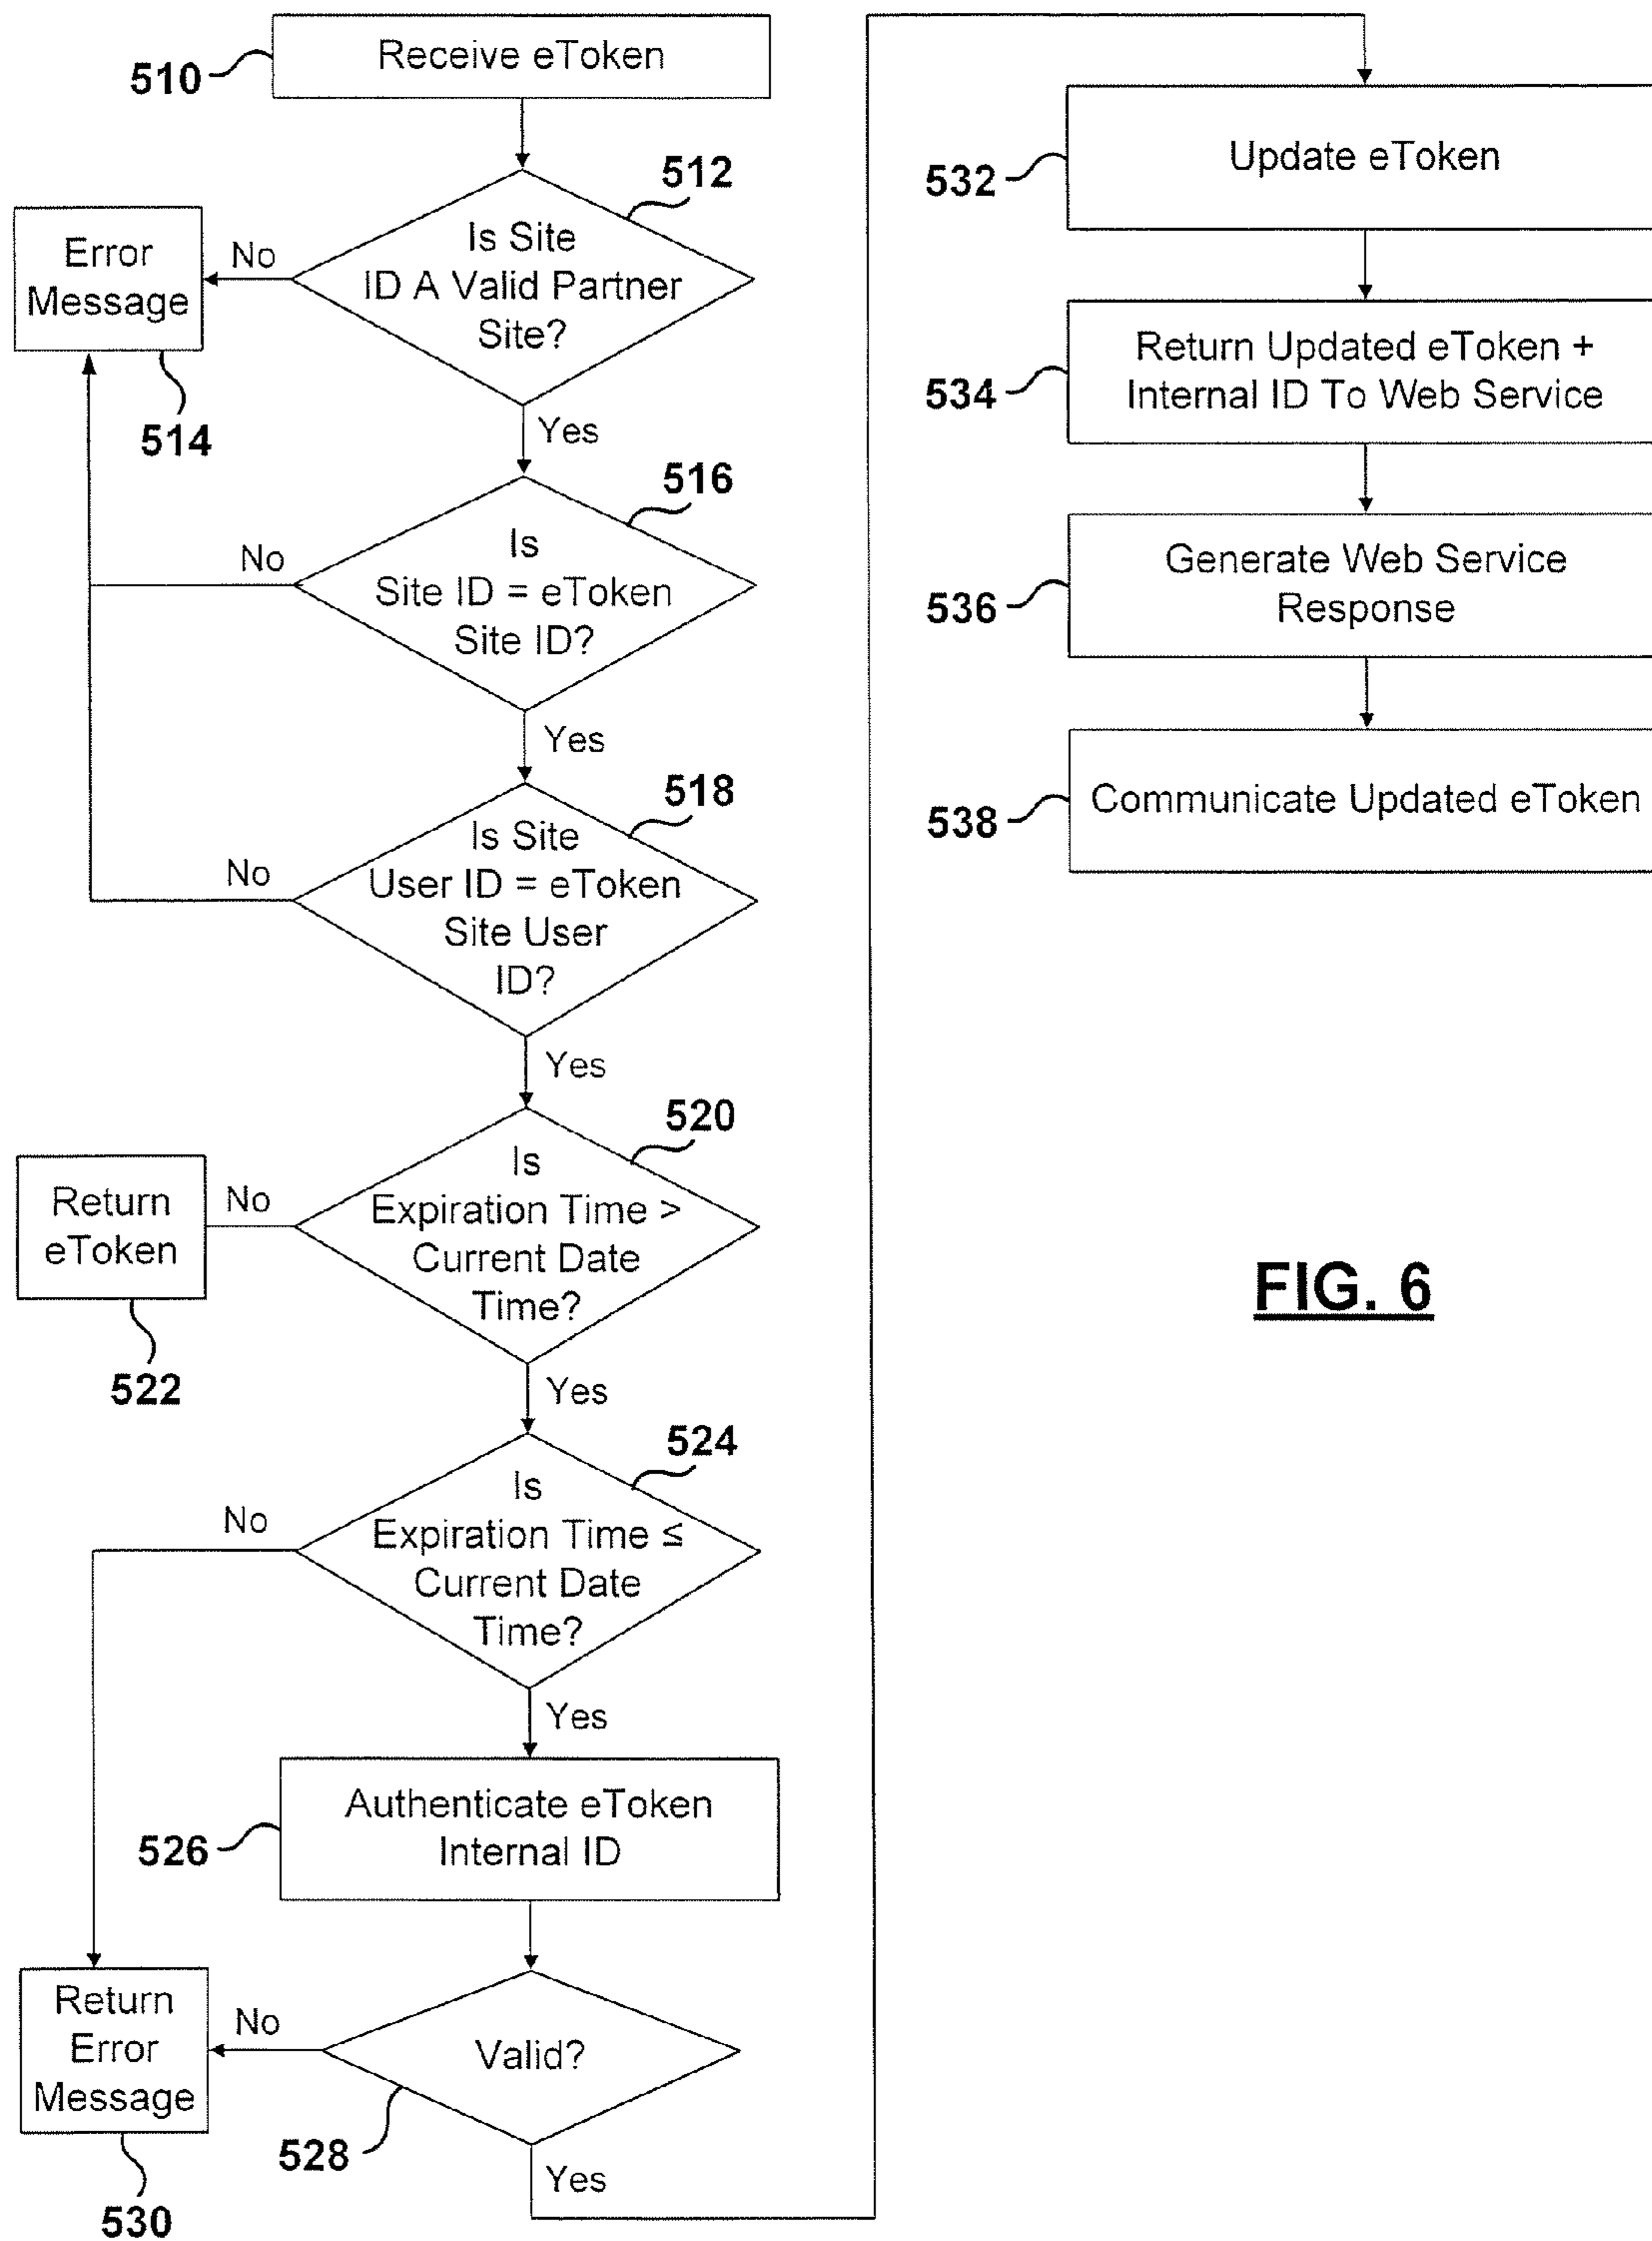 Receive eToken
510
512
Is Site
ID A Valid Partner
Site?
No
Error
Message
514
Yes
516
Is
Site ID = eToken
Site ID?
No
Yes
518
Is Site
User ID = eToken
Site User
ID?
No
Yes
520
Is
Expiration Time >
Current Date
Time?
No
Return
eToken
522
Yes
524
Is
Expiration Time ≤
Current Date
Time?
No
Yes
Authenticate eToken
Internal ID
526
Valid?
528
No
Return
Error
Message
530
Yes
Update eToken
532
Return Updated eToken +
Internal ID To Web Service
534
Generate Web Service
Response
536
Communicate Updated eToken
538
FIG. 6